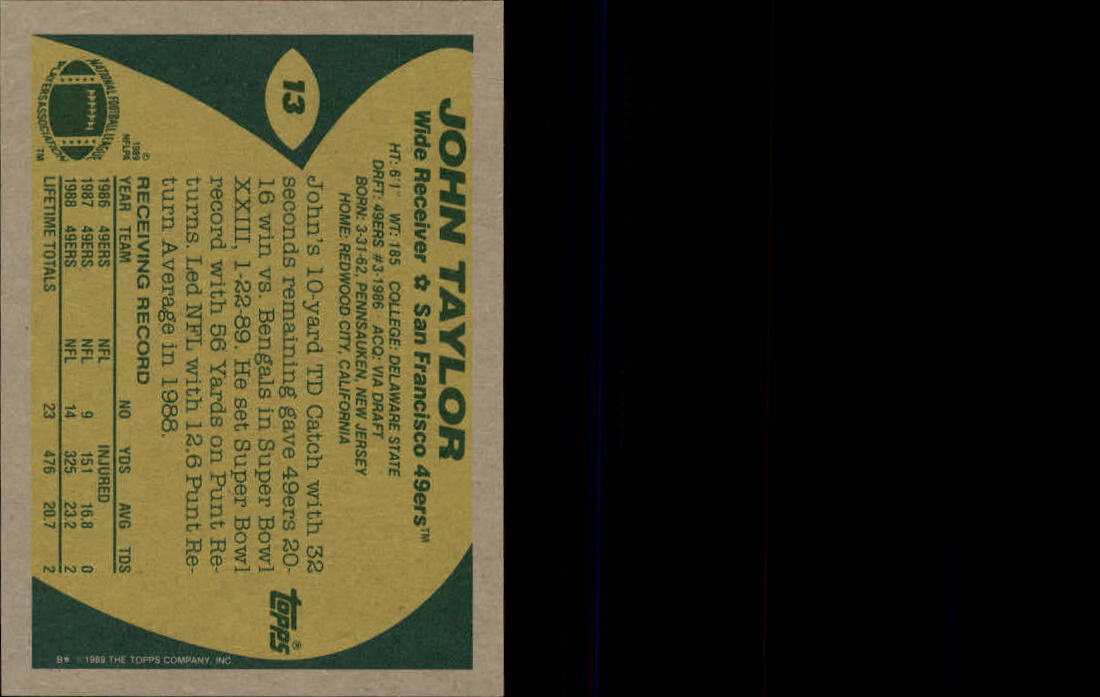 13
JOHN TAYLOR
Wide Receiver ✿ San Francisco 49ers™
HT: 6'1" WT: 185 COLLEGE: DELAWARE STATE
DRFT: 49ERS #3-1986 ACQ: VIA DRAFT
BORN: 3-31-62, PENNSAUKEN, NEW JERSEY
HOME: REDWOOD CITY, CALIFORNIA
John's 10-yard TD Catch with 32
seconds remaining gave 49ers 20-
16 win vs. Bengals in Super Bowl
XXIII, 1-22-89. He set Super Bowl
record with 56 Yards on Punt Re-
turns. Led NFL with 12.6 Punt Re-
turn Average in 1988.
topps®
RECEIVING RECORD
YEAR TEAM NO YDS AVG TDS
1986 49ERS NFL INJURED
1987 49ERS NFL 9 151 16.8 0
1988 49ERS NFL 14 325 23.2 2
LIFETIME TOTALS 23 476 20.7 2
NATIONAL FOOTBALL LEAGUE
PLAYERS ASSOCIATION
™
©
1989
NFLPA
B* ©1989 THE TOPPS COMPANY, INC.